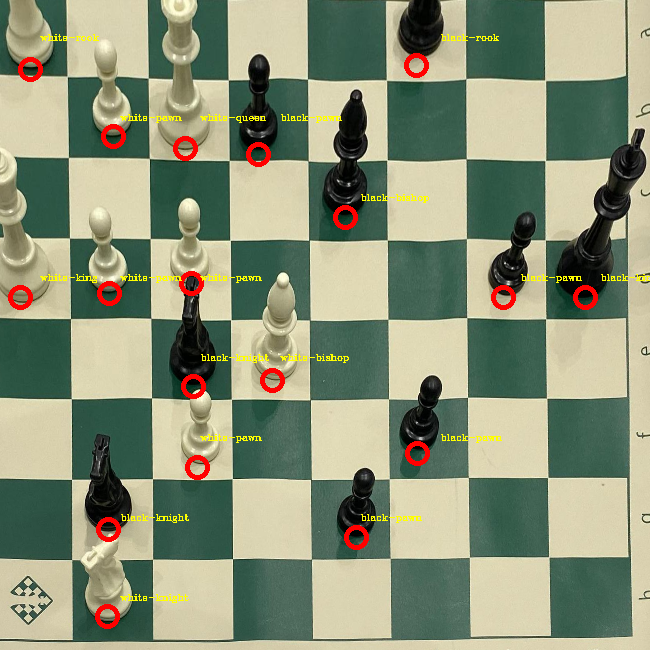 a
white-rook
black-rook
b
white-pawn
white-queen
black-pawn
c
black-bishop
white-king
white-pawn
white-pawn
black-pawn
e
black-knight
white-bishop
f
white-pawn
black-pawn
g
black-knight
black-pawn
h
white-knight